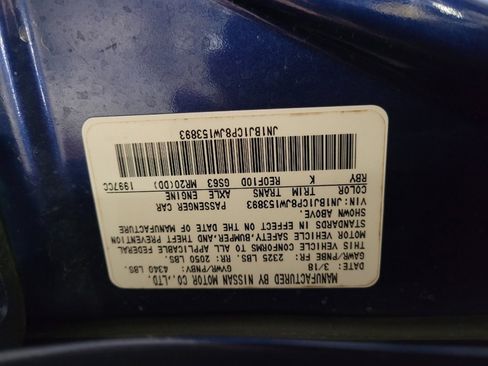 MANUFACTURED BY NISSAN MOTOR CO.,LTD.
DATE: 3/18 GVWR/PNBV: 4340 LBS.
GAWR/PNBE FR: 2325 LBS. RR: 2050 LBS.
THIS VEHICLE CONFORMS TO ALL APPLICABLE FEDERAL
MOTOR VEHICLE SAFETY,BUMPER,AND THEFT PREVENTION
STANDARDS IN EFFECT ON THE DATE OF MANUFACTURE
SHOWN ABOVE.
VIN: JN1BJ1CP8JW153893 PASSENGER CAR
COLOR TRIM TRANS AXLE ENGINE
RBY K RE0F10D GS63 MR20(DD) 1997CC
JN1BJ1CP8JW153893